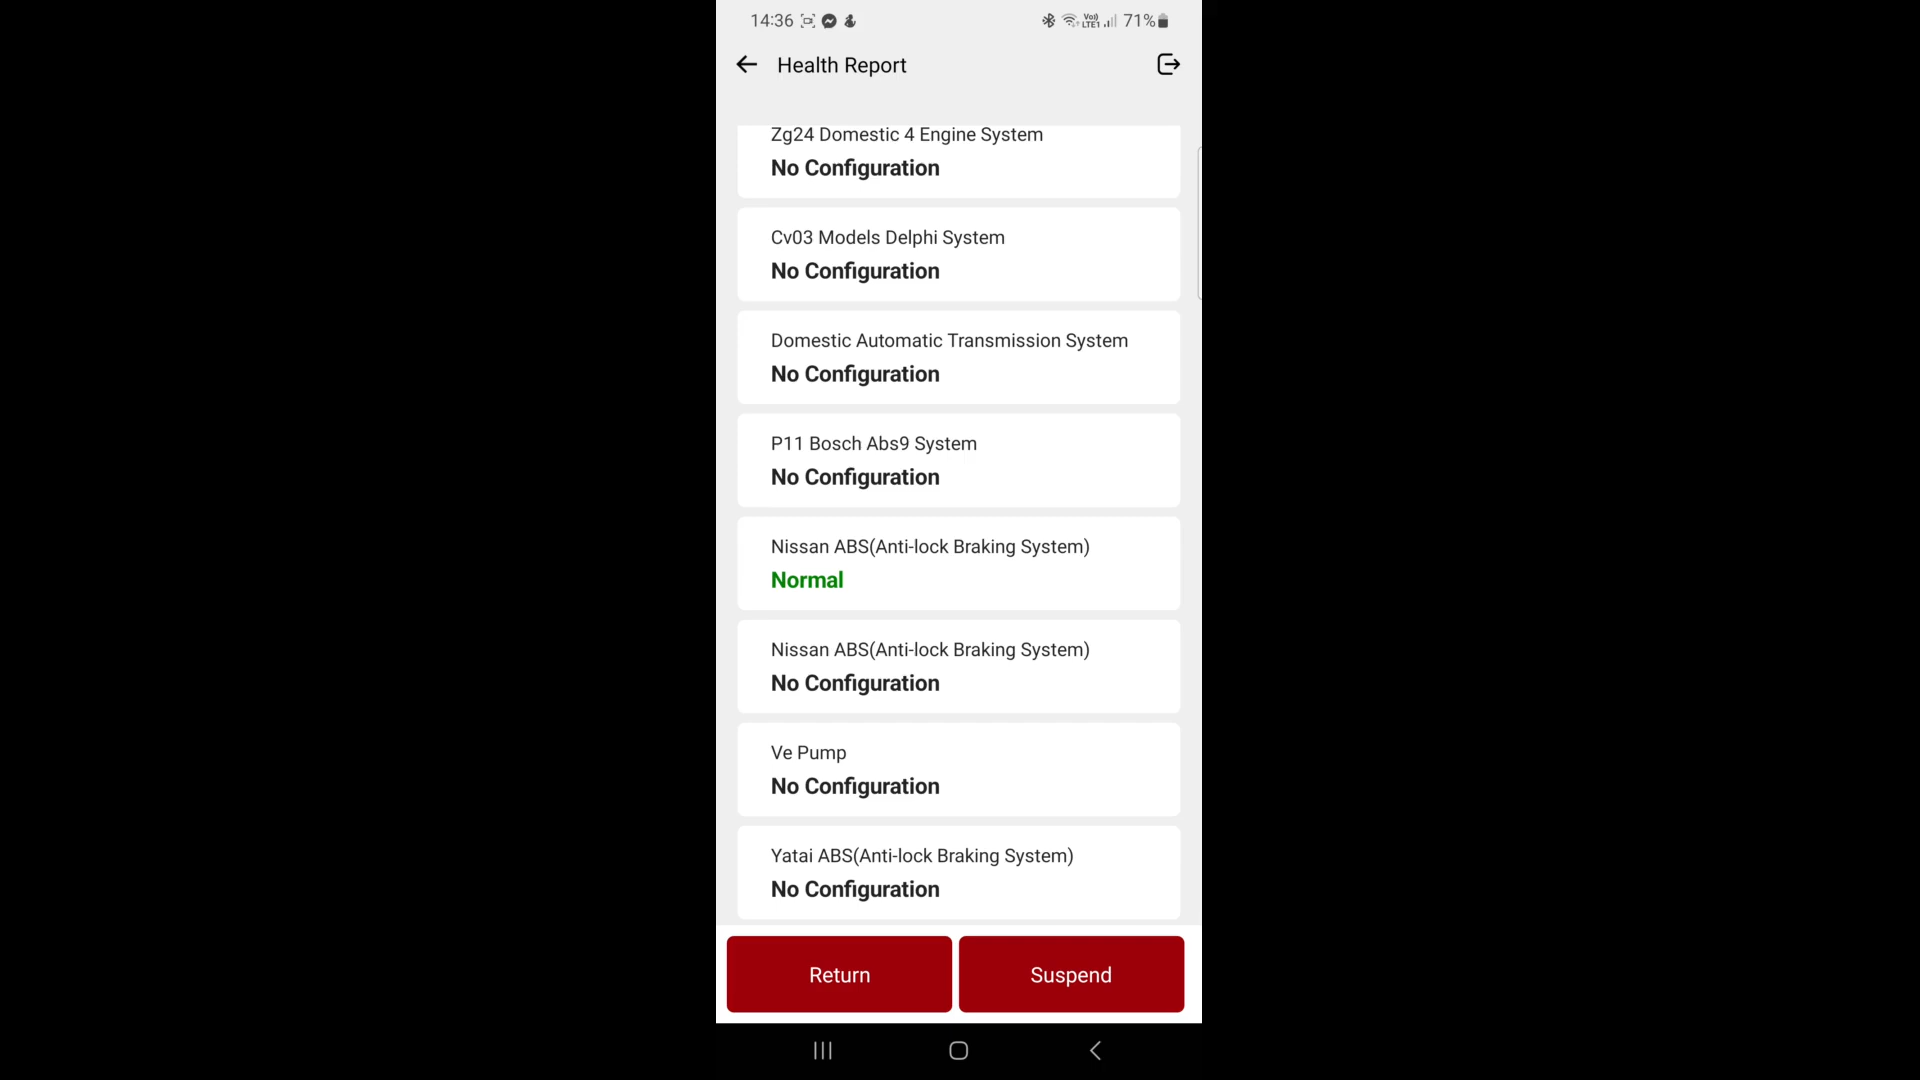 14:36 Vo) LTE1 71%
Health Report
Zg24 Domestic 4 Engine System
No Configuration
Cv03 Models Delphi System
No Configuration
Domestic Automatic Transmission System
No Configuration
P11 Bosch Abs9 System
No Configuration
Nissan ABS(Anti-lock Braking System)
Normal
Nissan ABS(Anti-lock Braking System)
No Configuration
Ve Pump
No Configuration
Yatai ABS(Anti-lock Braking System)
No Configuration
Return Suspend